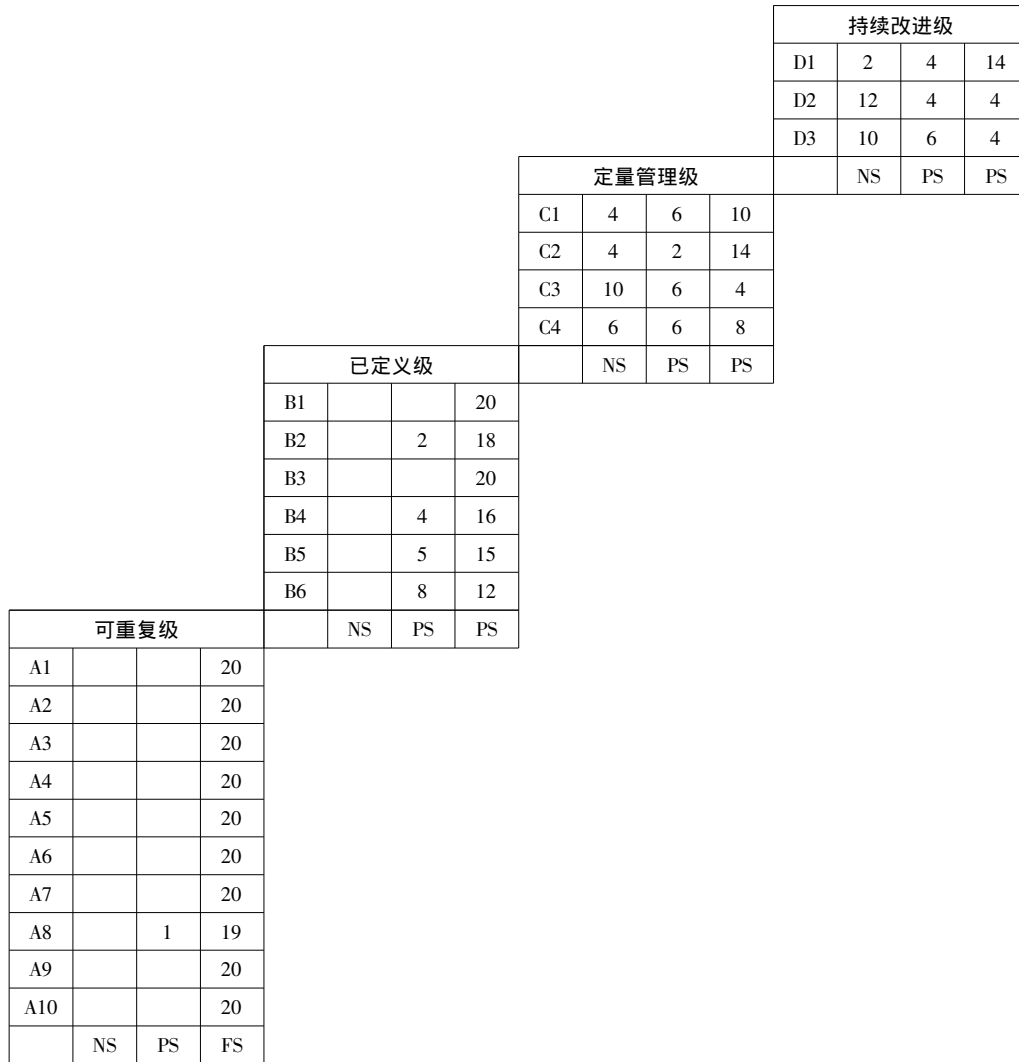 持续改进级
D1 2 4 14
D2 12 4 4
D3 10 6 4
NS PS PS
定量管理级
C1 4 6 10
C2 4 2 14
C3 10 6 4
C4 6 6 8
NS PS PS
已定义级
B1 20
B2 2 18
B3 20
B4 4 16
B5 5 15
B6 8 12
NS PS PS
可重复级
A1 20
A2 20
A3 20
A4 20
A5 20
A6 20
A7 20
A8 1 19
A9 20
A10 20
NS PS FS